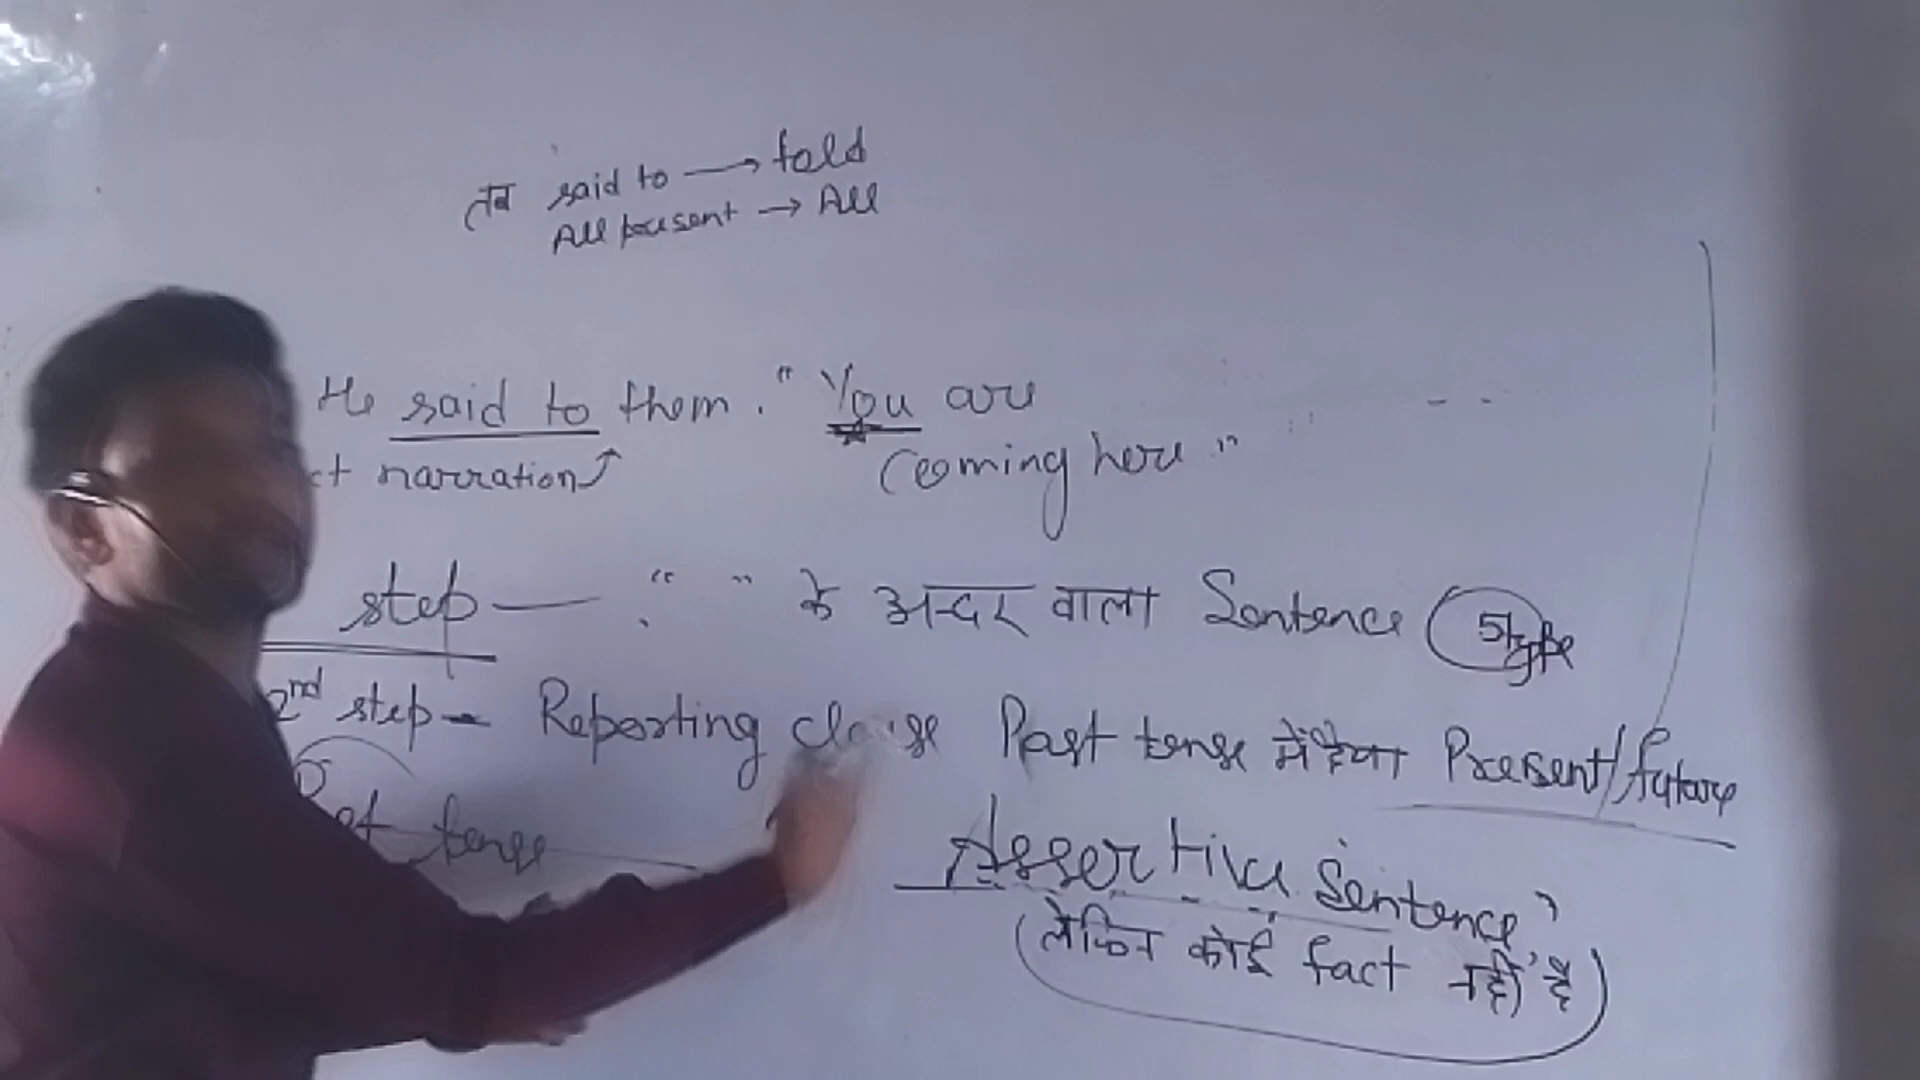 तब said to → told
All present → All
He said to them. "You are
coming here"
ct narration
step — . " " के अन्दर वाला Sentence 5 type
2nd step - Reporting clause Past tense में है या Present/future
tense
Assertive Sentence
(लेकिन कोई fact नहीं है)